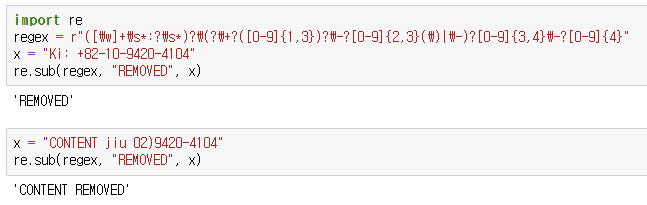 import re
regex = r"([₩w]+₩s*:?₩s*)?₩(?₩+?([0-9]{1,3})?₩-?[0-9]{2,3}(₩)|₩-)?[0-9]{3,4}₩-?[0-9]{4}"
x = "Ki: +82-10-9420-4104"
re.sub(regex, "REMOVED", x)
'REMOVED'
x = "CONTENT jiu 02)9420-4104"
re.sub(regex, "REMOVED", x)
'CONTENT REMOVED'